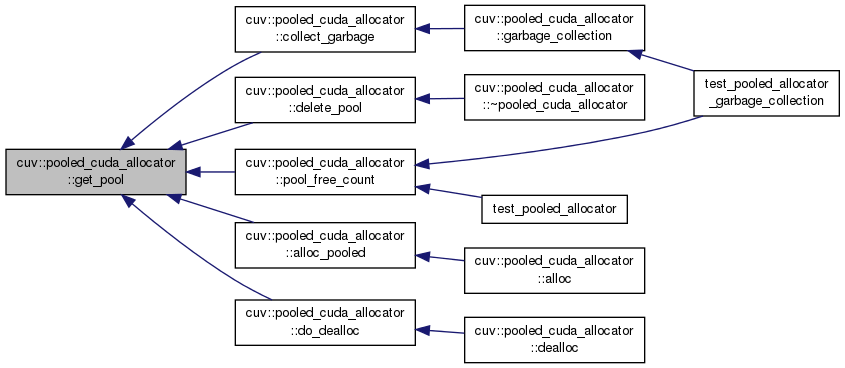 cuv::pooled_cuda_allocator
::get_pool
cuv::pooled_cuda_allocator
::collect_garbage
cuv::pooled_cuda_allocator
::delete_pool
cuv::pooled_cuda_allocator
::pool_free_count
cuv::pooled_cuda_allocator
::alloc_pooled
cuv::pooled_cuda_allocator
::do_dealloc
cuv::pooled_cuda_allocator
::garbage_collection
cuv::pooled_cuda_allocator
::~pooled_cuda_allocator
test_pooled_allocator
cuv::pooled_cuda_allocator
::alloc
cuv::pooled_cuda_allocator
::dealloc
test_pooled_allocator
_garbage_collection